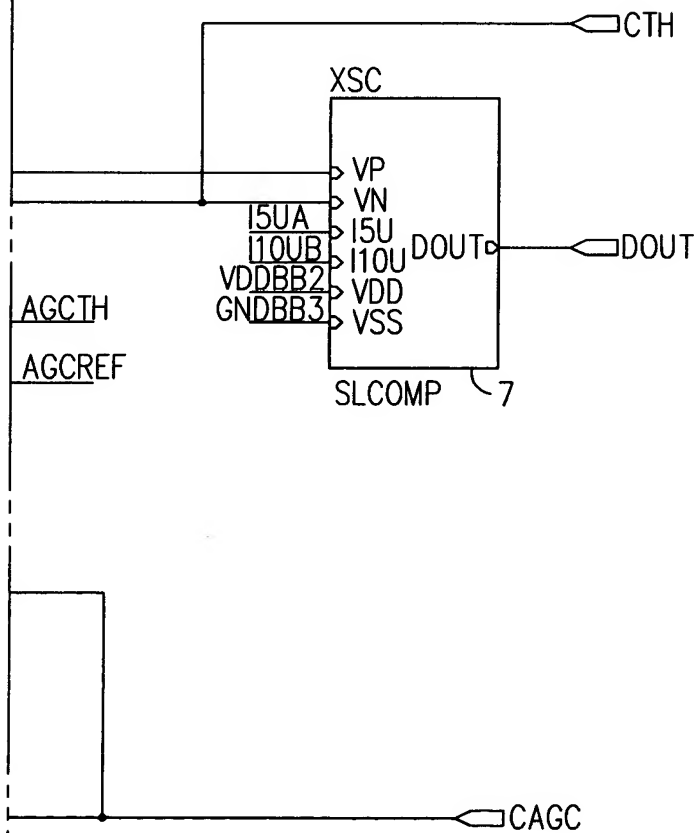 CTH
XSC
VP
VN
I5UA
I5U
I10UB
I10U
DOUT
DOUT
VDDBB2
VDD
GNDBB3
VSS
AGCTH
AGCREF
SLCOMP
7
CAGC